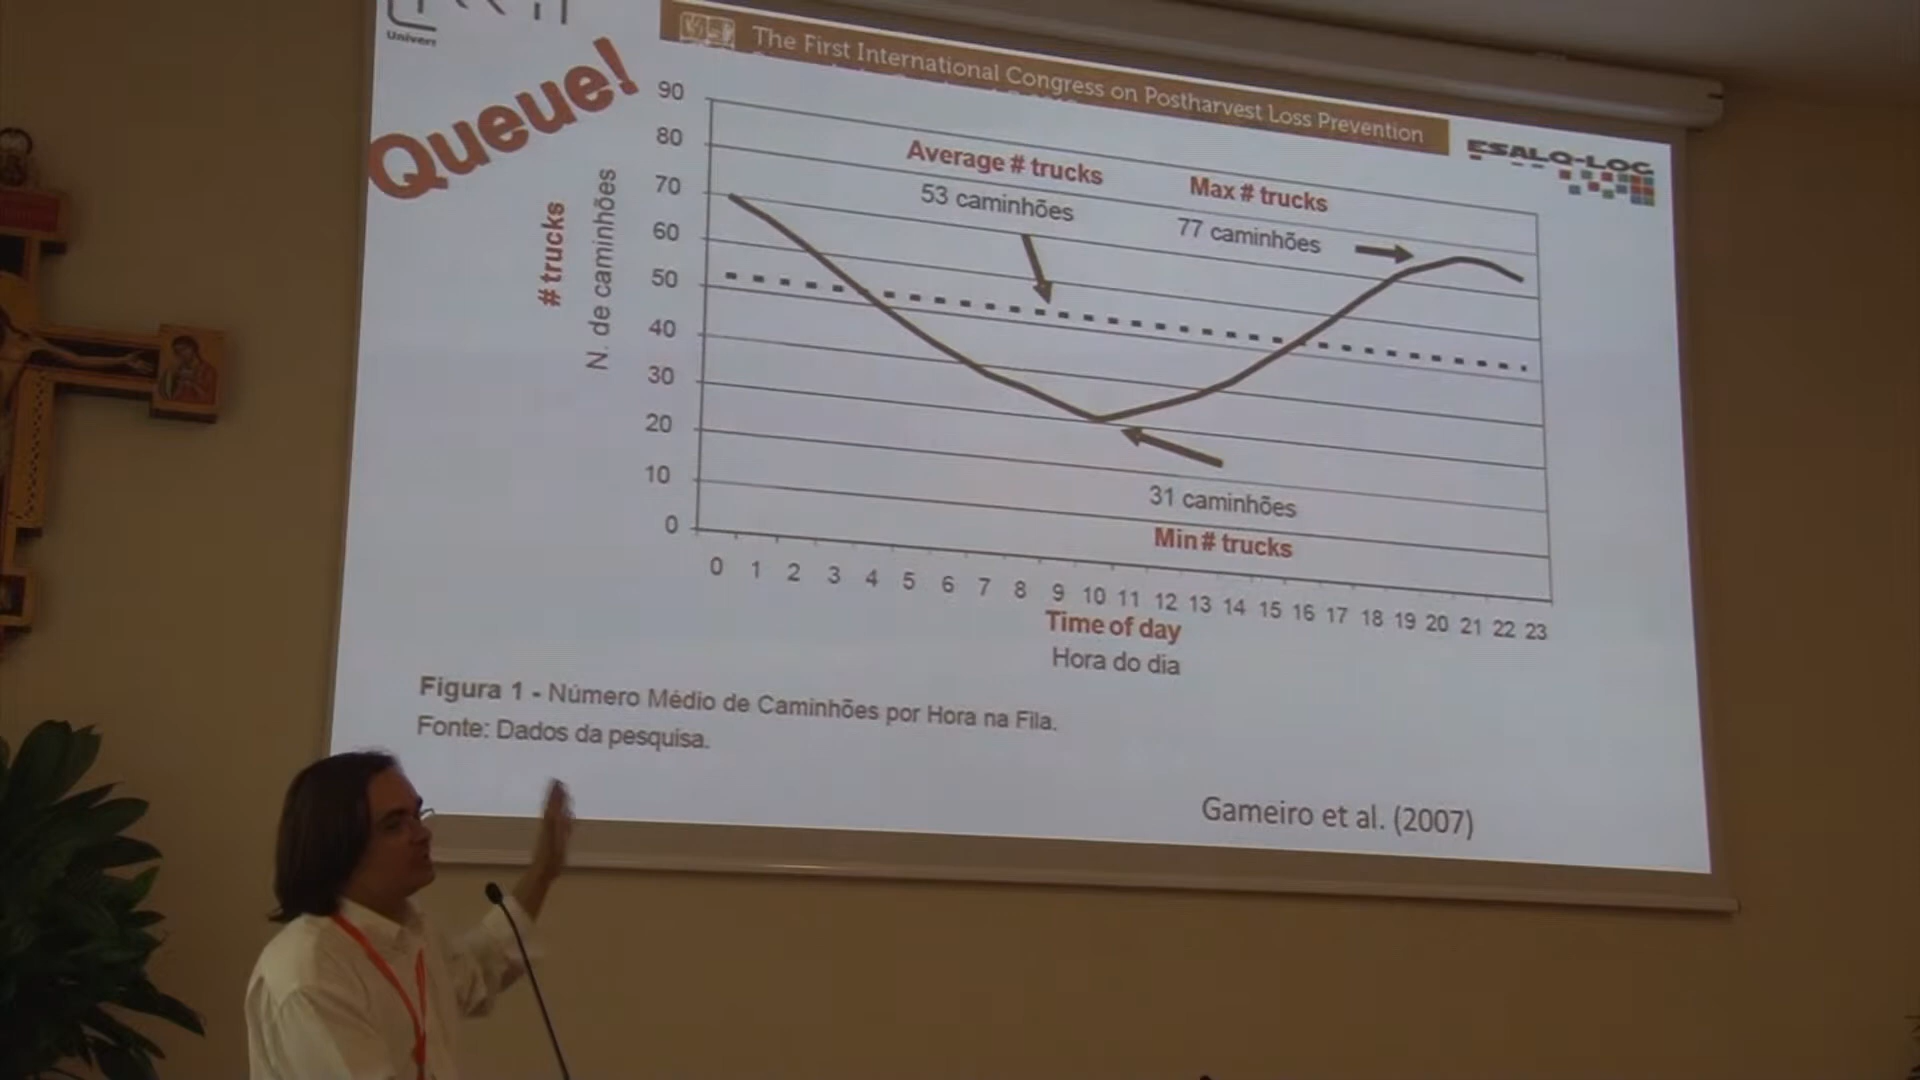 Univers
Queue!
The First International Congress on Postharvest Loss Prevention
ESALQ-LOG
90
80
70
60
50
40
30
20
10
0
# trucks
N. de caminhões
Average # trucks
53 caminhões
Max # trucks
77 caminhões
31 caminhões
Min # trucks
0 1 2 3 4 5 6 7 8 9 10 11 12 13 14 15 16 17 18 19 20 21 22 23
Time of day
Hora do dia
Figura 1 - Número Médio de Caminhões por Hora na Fila.
Fonte: Dados da pesquisa.
Gameiro et al. (2007)